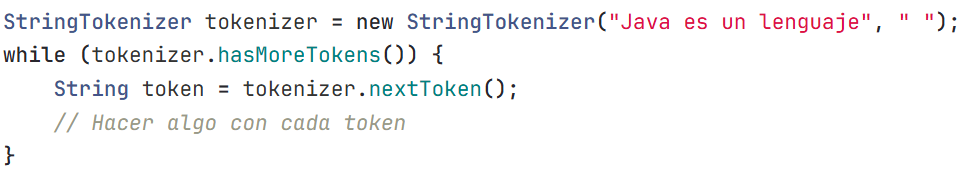 StringTokenizer tokenizer = new StringTokenizer("Java es un lenguaje", " ");
while (tokenizer.hasMoreTokens()) {
    String token = tokenizer.nextToken();
    // Hacer algo con cada token
}